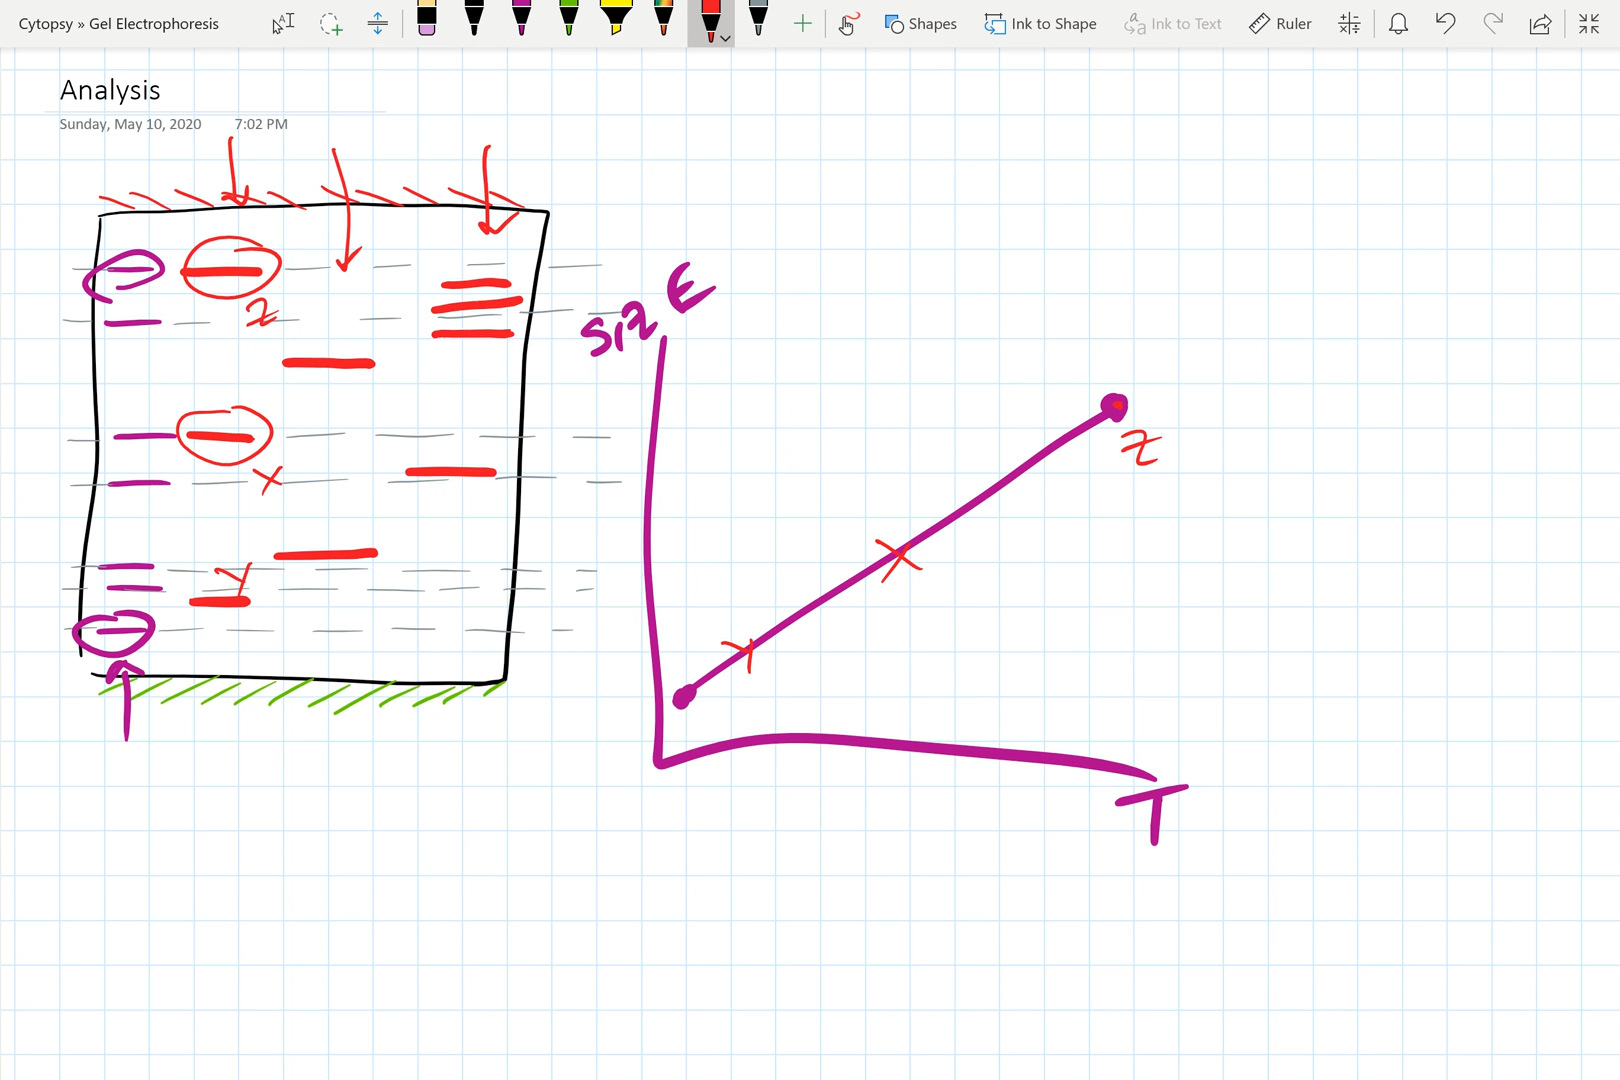 Cytopsy » Gel Electrophoresis
Shapes
Ink to Shape
Ink to Text
Ruler
Analysis
Sunday, May 10, 2020 7:02 PM
Z
X
Y
SizE
Z
X
Y
T